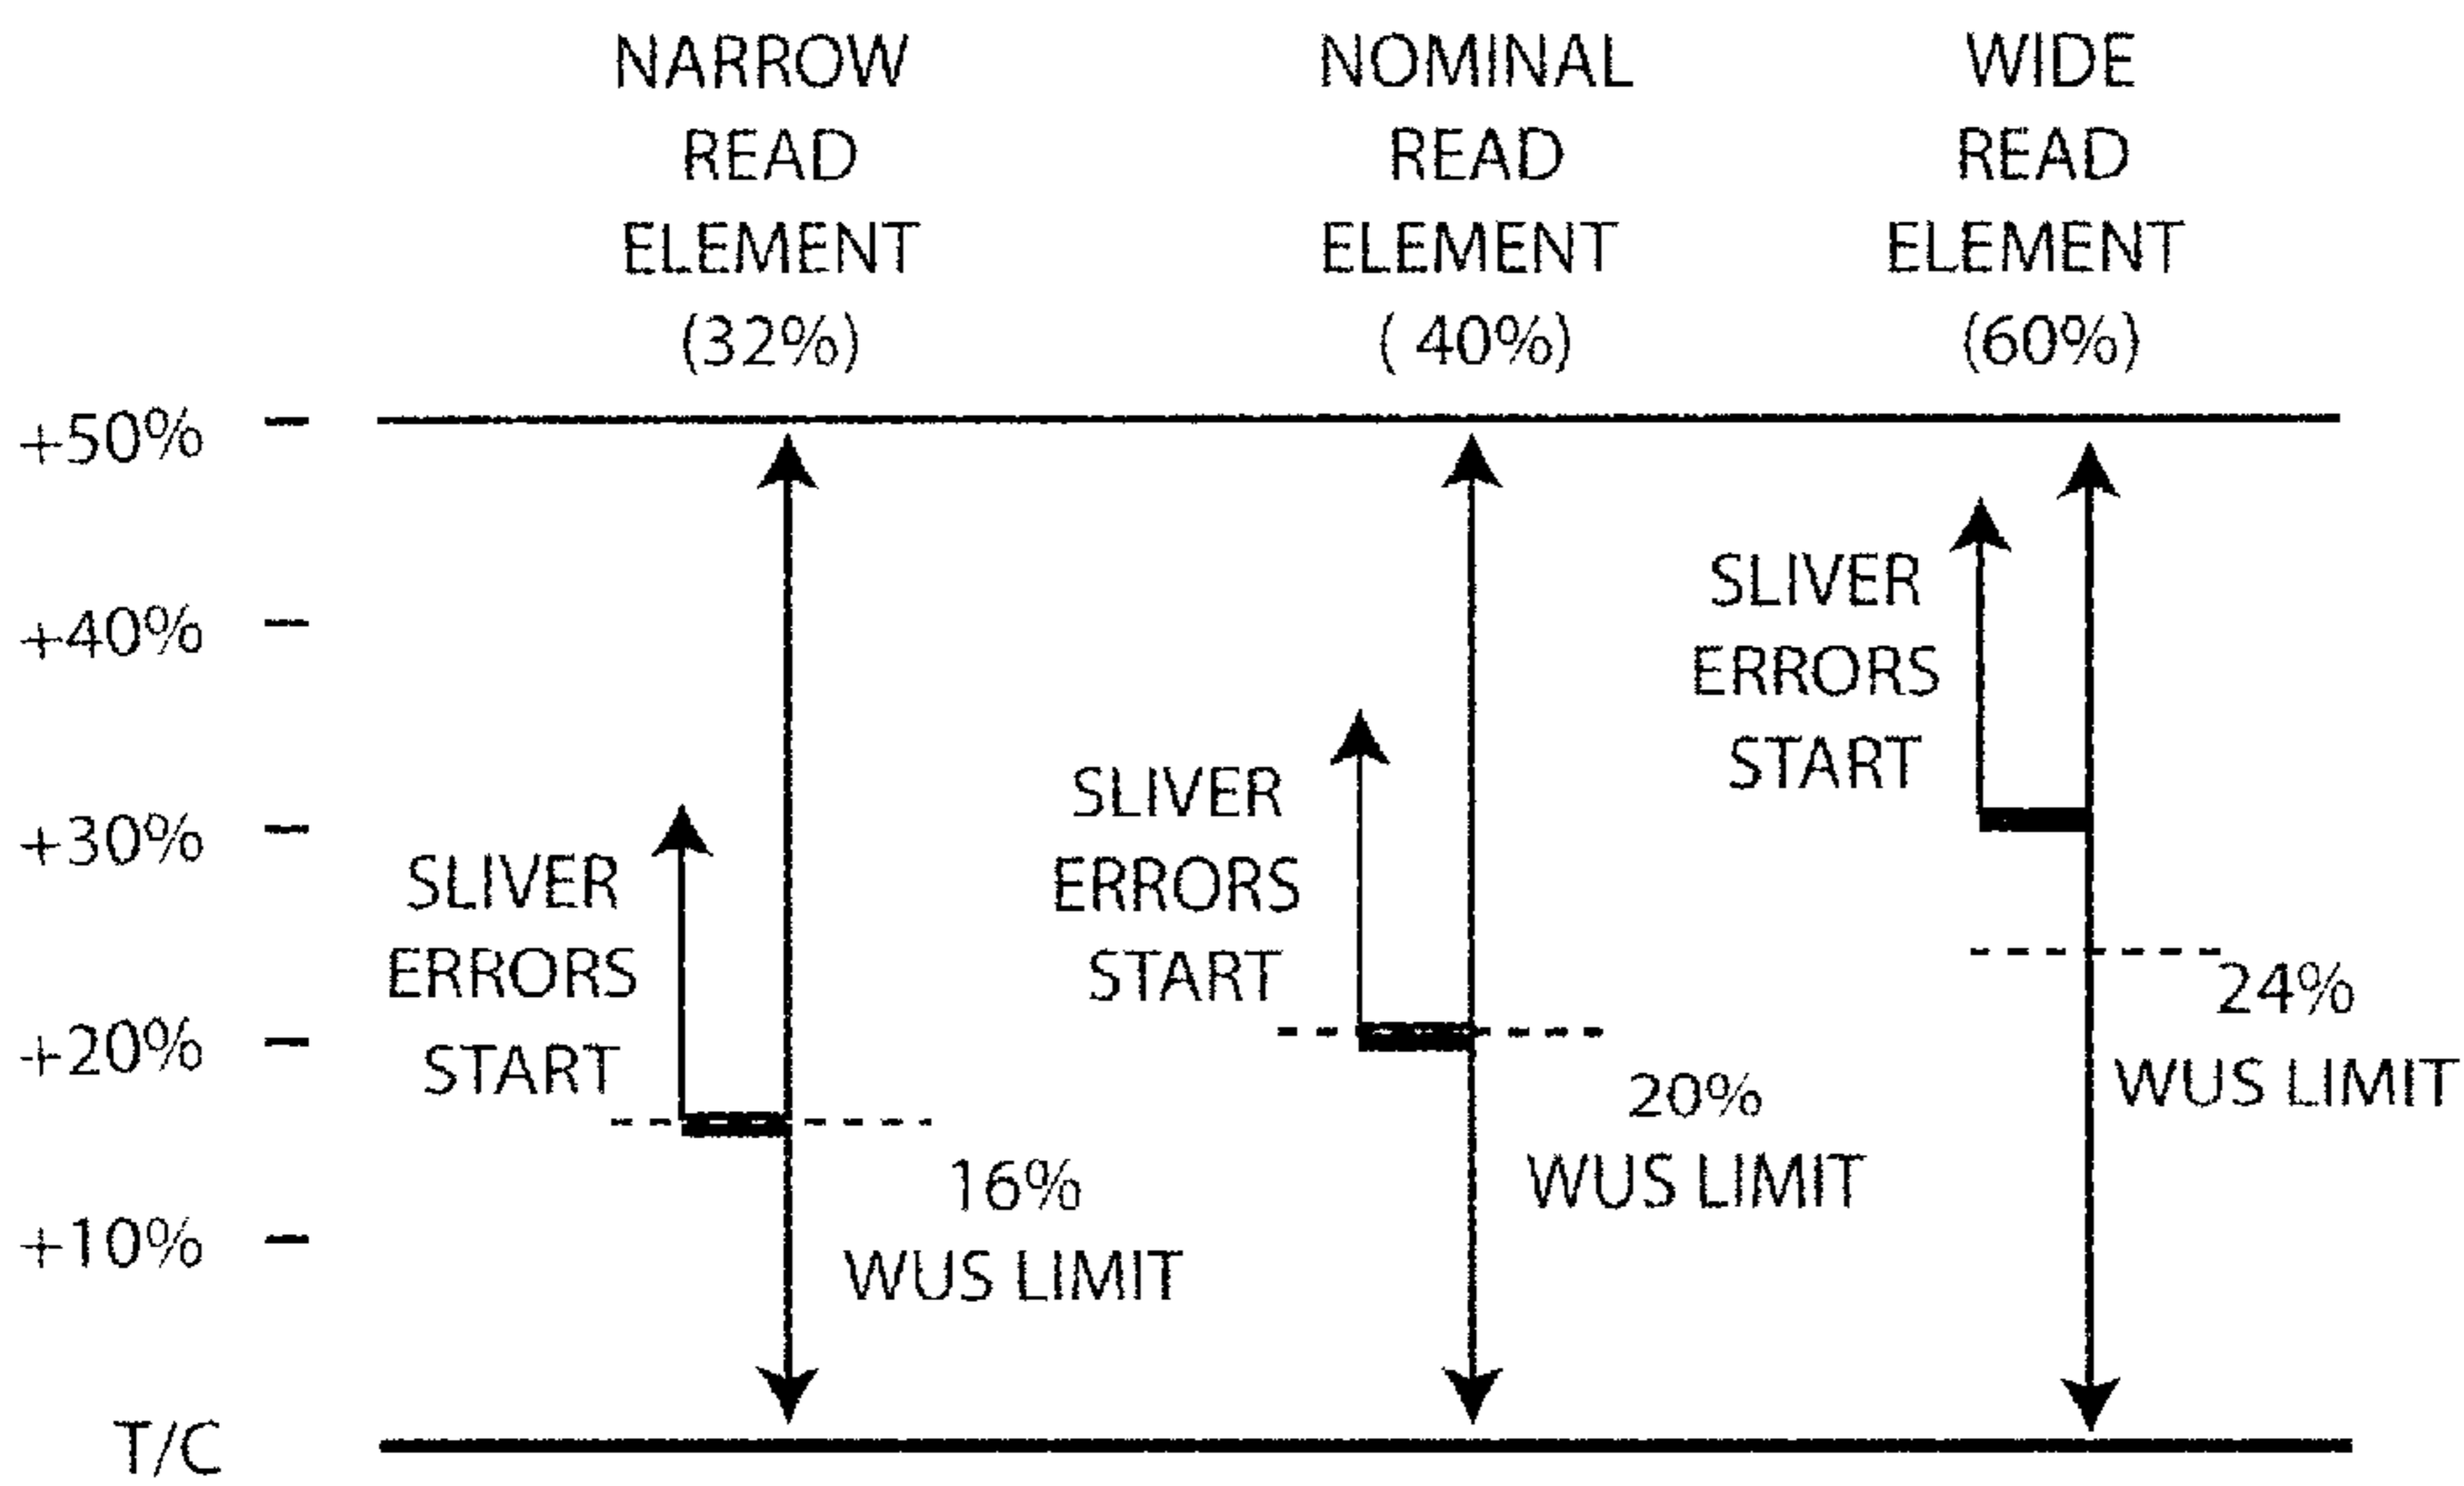 NARROW
READ
ELEMENT
(32%)
NOMINAL
READ
ELEMENT
( 40%)
WIDE
READ
ELEMENT
(60%)
+50%
+40%
+30%
+20%
+10%
T/C
SLIVER
ERRORS
START
16%
WUS LIMIT
SLIVER
ERRORS
START
20%
WUS LIMIT
SLIVER
ERRORS
START
24%
WUS LIMIT